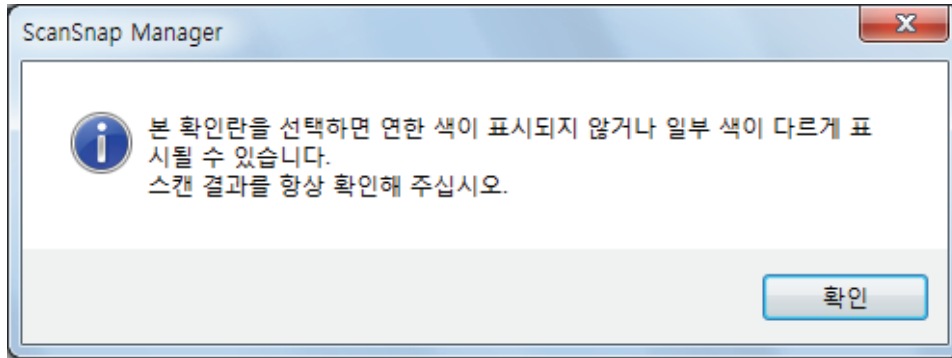 ScanSnap Manager
본 확인란을 선택하면 연한 색이 표시되지 않거나 일부 색이 다르게 표
시될 수 있습니다.
스캔 결과를 항상 확인해 주십시오.
확인